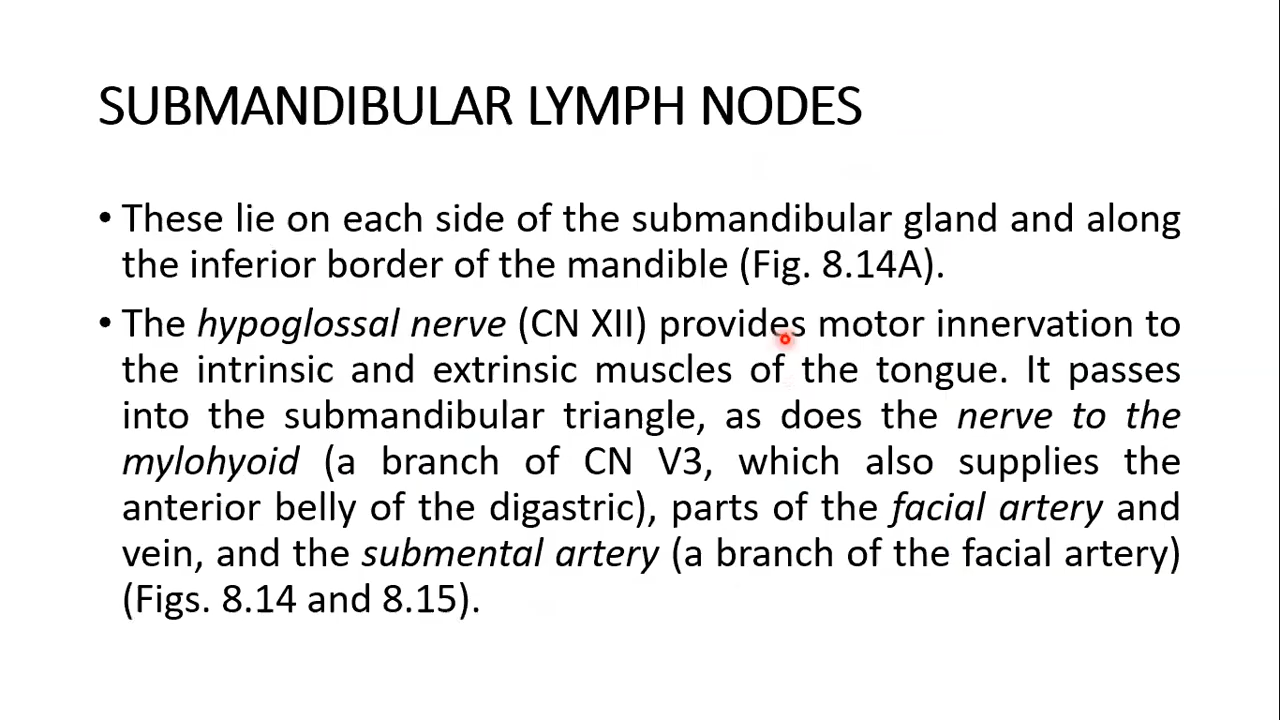 SUBMANDIBULAR LYMPH NODES
• These lie on each side of the submandibular gland and along
the inferior border of the mandible (Fig. 8.14A).
• The hypoglossal nerve (CN XII) provides motor innervation to
the intrinsic and extrinsic muscles of the tongue. It passes
into the submandibular triangle, as does the nerve to the
mylohyoid (a branch of CN V3, which also supplies the
anterior belly of the digastric), parts of the facial artery and
vein, and the submental artery (a branch of the facial artery)
(Figs. 8.14 and 8.15).